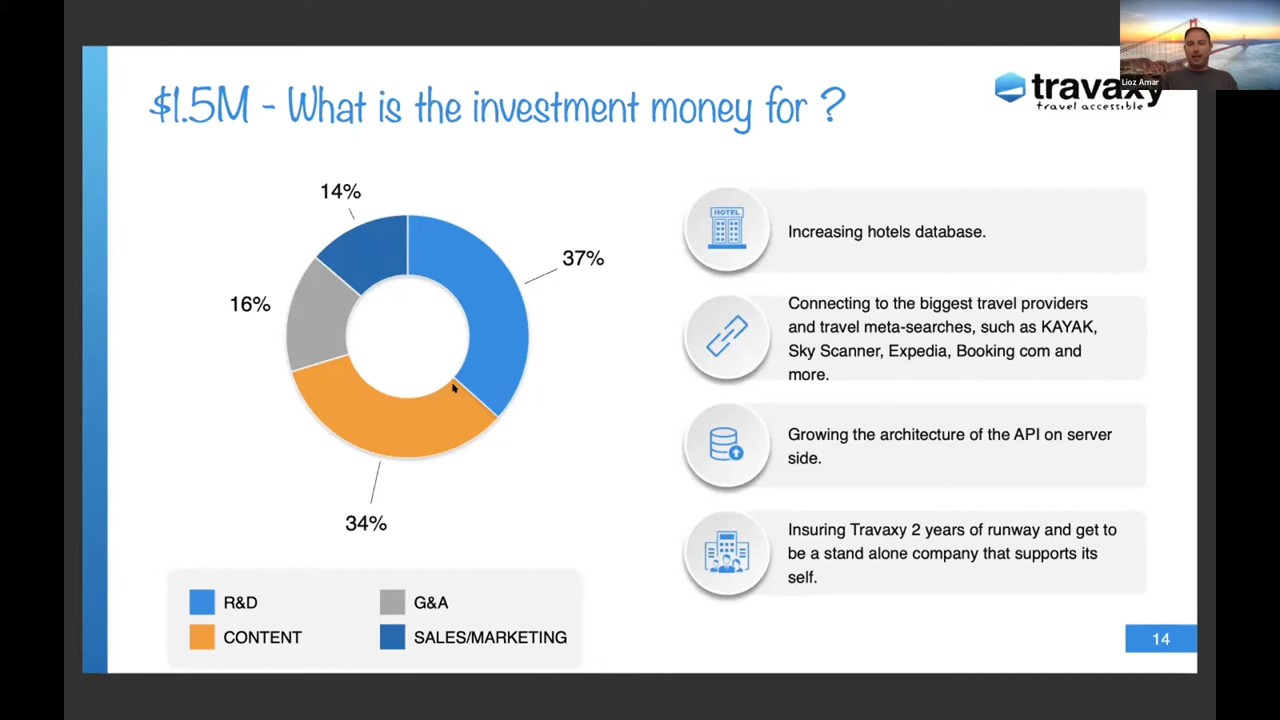 Lioz Amar
$1.5M - What is the investment money for ?
travaxy
travel accessible
14%
37%
16%
34%
R&D
G&A
CONTENT
SALES/MARKETING
HOTEL
Increasing hotels database.
Connecting to the biggest travel providers
and travel meta-searches, such as KAYAK,
Sky Scanner, Expedia, Booking com and
more.
Growing the architecture of the API on server
side.
Insuring Travaxy 2 years of runway and get to
be a stand alone company that supports its
self.
14